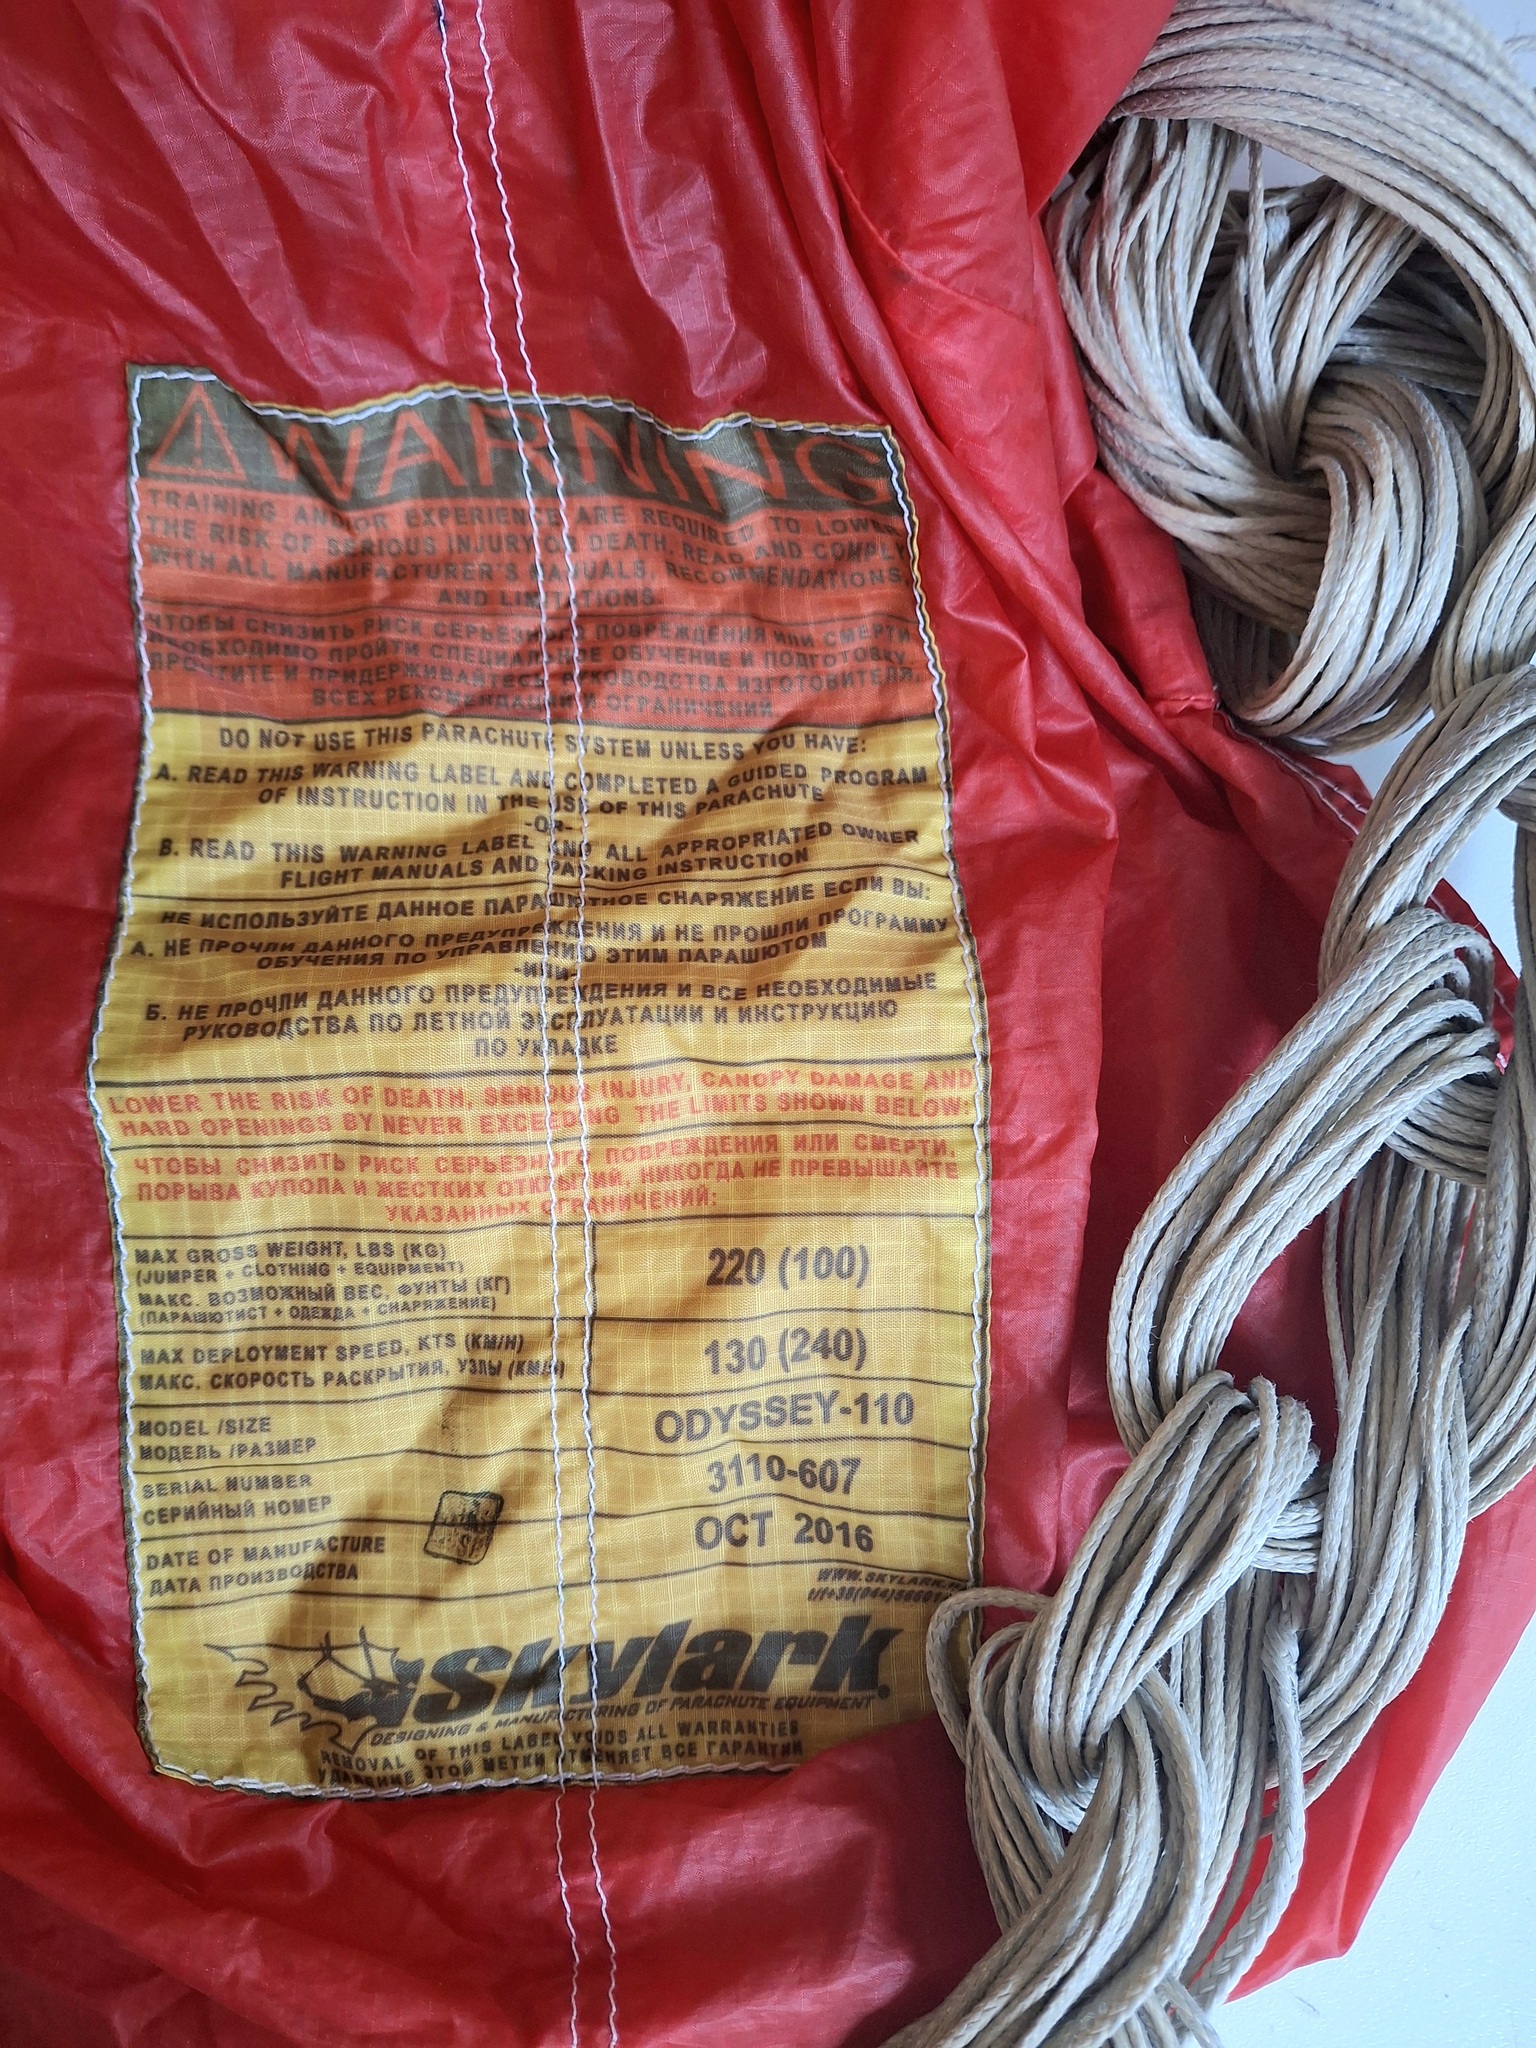 WARNING
TRAINING AND/OR EXPERIENCE ARE REQUIRED TO LOWER
THE RISK OF SERIOUS INJURY OR DEATH. READ AND COMPLY
WITH ALL MANUFACTURER'S MANUALS, RECOMMENDATIONS,
AND LIMITATIONS.
ЧТОБЫ СНИЗИТЬ РИСК СЕРЬЕЗНОГО ПОВРЕЖДЕНИЯ ИЛИ СМЕРТИ
НЕОБХОДИМО ПРОЙТИ СПЕЦИАЛЬНОЕ ОБУЧЕНИЕ И ПОДГОТОВКУ.
ПРОЧТИТЕ И ПРИДЕРЖИВАЙТЕСЬ РУКОВОДСТВА ИЗГОТОВИТЕЛЯ,
ВСЕХ РЕКОМЕНДАЦИЙ И ОГРАНИЧЕНИЙ
DO NOT USE THIS PARACHUTE SYSTEM UNLESS YOU HAVE:
A. READ THIS WARNING LABEL AND COMPLETED A GUIDED PROGRAM
OF INSTRUCTION IN THE USE OF THIS PARACHUTE
-OR-
B. READ THIS WARNING LABEL AND ALL APPROPRIATED OWNER
FLIGHT MANUALS AND PACKING INSTRUCTION
НЕ ИСПОЛЬЗУЙТЕ ДАННОЕ ПАРАШЮТНОЕ СНАРЯЖЕНИЕ ЕСЛИ ВЫ:
А. НЕ ПРОЧЛИ ДАННОГО ПРЕДУПРЕЖДЕНИЯ И НЕ ПРОШЛИ ПРОГРАММУ
ОБУЧЕНИЯ ПО УПРАВЛЕНИЮ ЭТИМ ПАРАШЮТОМ
-ИЛИ-
Б. НЕ ПРОЧЛИ ДАННОГО ПРЕДУПРЕЖДЕНИЯ И ВСЕ НЕОБХОДИМЫЕ
РУКОВОДСТВА ПО ЛЕТНОЙ ЭКСПЛУАТАЦИИ И ИНСТРУКЦИЮ
ПО УКЛАДКЕ
LOWER THE RISK OF DEATH, SERIOUS INJURY, CANOPY DAMAGE AND
HARD OPENINGS BY NEVER EXCEEDING THE LIMITS SHOWN BELOW:
ЧТОБЫ СНИЗИТЬ РИСК СЕРЬЕЗНОГО ПОВРЕЖДЕНИЯ ИЛИ СМЕРТИ,
ПОРЫВА КУПОЛА И ЖЕСТКИХ ОТКРЫТИЙ, НИКОГДА НЕ ПРЕВЫШАЙТЕ
УКАЗАННЫХ ОГРАНИЧЕНИЙ:
MAX GROSS WEIGHT, LBS (KG)
(JUMPER + CLOTHING + EQUIPMENT)
МАКС. ВОЗМОЖНЫЙ ВЕС, ФУНТЫ (КГ)
(ПАРАШЮТИСТ + ОДЕЖДА + СНАРЯЖЕНИЕ)
220 (100)
MAX DEPLOYMENT SPEED, KTS (KM/H)
МАКС. СКОРОСТЬ РАСКРЫТИЯ, УЗЛЫ (КМ/Ч)
130 (240)
MODEL /SIZE
МОДЕЛЬ /РАЗМЕР
ODYSSEY-110
SERIAL NUMBER
СЕРИЙНЫЙ НОМЕР
3110-607
DATE OF MANUFACTURE
ДАТА ПРОИЗВОДСТВА
OCT 2016
skylark
DESIGNING & MANUFACTURING OF PARACHUTE EQUIPMENT
REMOVAL OF THIS LABEL VOIDS ALL WARRANTIES
УДАЛЕНИЕ ЭТОЙ МЕТКИ ОТМЕНЯЕТ ВСЕ ГАРАНТИИ